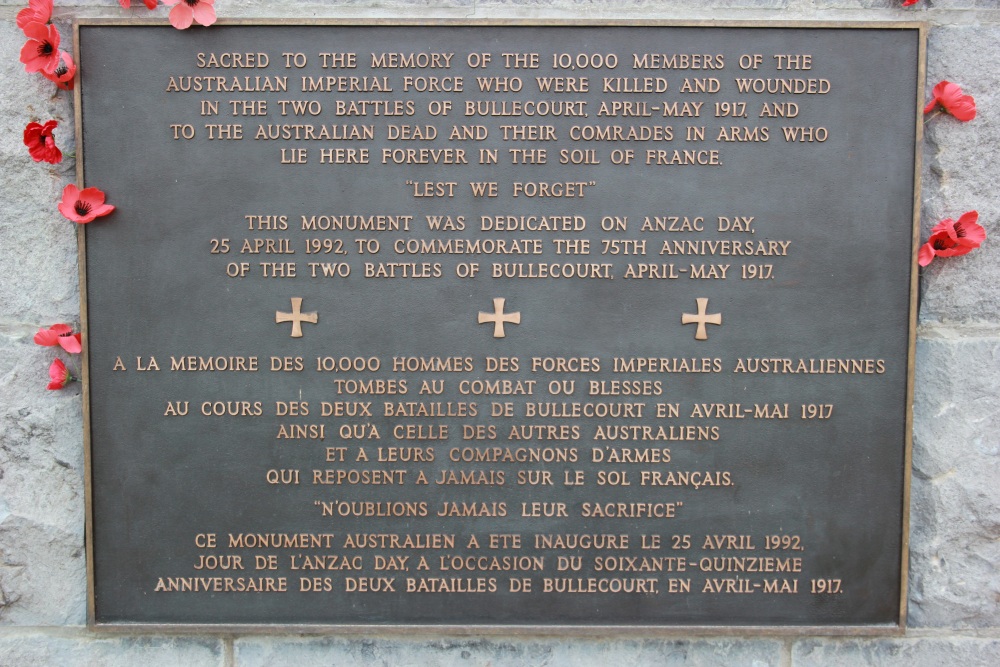 SACRED TO THE MEMORY OF THE 10,000 MEMBERS OF THE
AUSTRALIAN IMPERIAL FORCE WHO WERE KILLED AND WOUNDED
IN THE TWO BATTLES OF BULLECOURT, APRIL-MAY 1917, AND
TO THE AUSTRALIAN DEAD AND THEIR COMRADES IN ARMS WHO
LIE HERE FOREVER IN THE SOIL OF FRANCE.
"LEST WE FORGET"
THIS MONUMENT WAS DEDICATED ON ANZAC DAY,
25 APRIL 1992, TO COMMEMORATE THE 75TH ANNIVERSARY
OF THE TWO BATTLES OF BULLECOURT, APRIL-MAY 1917.
A LA MEMOIRE DES 10,000 HOMMES DES FORCES IMPERIALES AUSTRALIENNES
TOMBES AU COMBAT OU BLESSES
AU COURS DES DEUX BATAILLES DE BULLECOURT EN AVRIL-MAI 1917
AINSI QU'A CELLE DES AUTRES AUSTRALIENS
ET A LEURS COMPAGNONS D'ARMES
QUI REPOSENT A JAMAIS SUR LE SOL FRANÇAIS.
"N'OUBLIONS JAMAIS LEUR SACRIFICE"
CE MONUMENT AUSTRALIEN A ETE INAUGURE LE 25 AVRIL 1992,
JOUR DE L'ANZAC DAY, A L'OCCASION DU SOIXANTE-QUINZIEME
ANNIVERSAIRE DES DEUX BATAILLES DE BULLECOURT, EN AVRIL-MAI 1917.